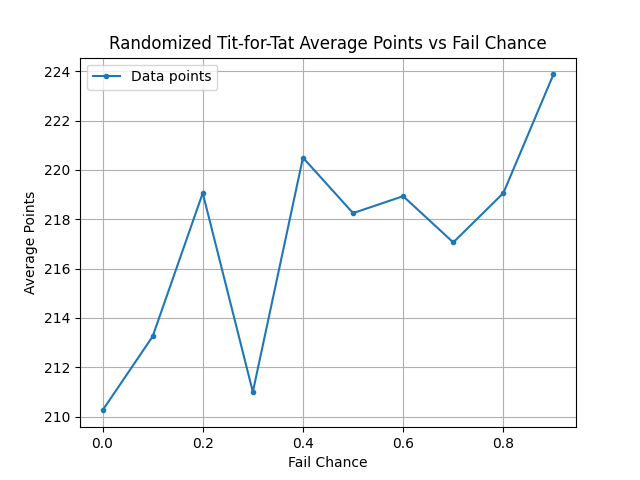 Randomized Tit-for-Tat Average Points vs Fail Chance
Data points
224
222
220
218
216
214
212
210
Average Points
0.0 0.2 0.4 0.6 0.8
Fail Chance